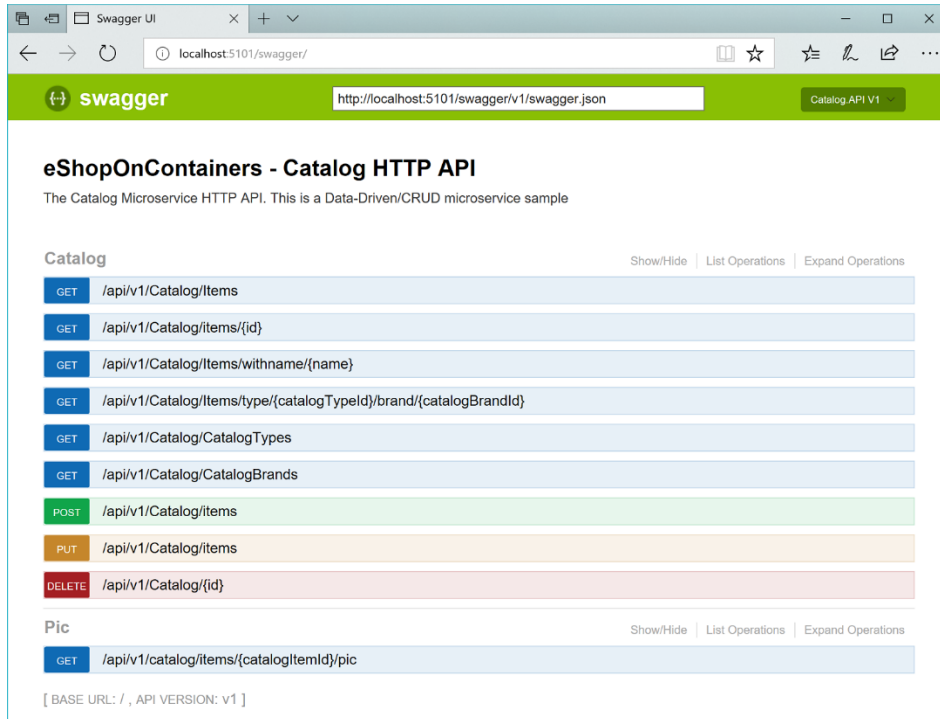 Swagger UI
localhost:5101/swagger/
swagger
http://localhost:5101/swagger/v1/swagger.json
Catalog.API V1
eShopOnContainers - Catalog HTTP API
The Catalog Microservice HTTP API. This is a Data-Driven/CRUD microservice sample
Catalog
Show/Hide List Operations Expand Operations
GET /api/v1/Catalog/Items
GET /api/v1/Catalog/items/{id}
GET /api/v1/Catalog/Items/withname/{name}
GET /api/v1/Catalog/Items/type/{catalogTypeId}/brand/{catalogBrandId}
GET /api/v1/Catalog/CatalogTypes
GET /api/v1/Catalog/CatalogBrands
POST /api/v1/Catalog/items
PUT /api/v1/Catalog/items
DELETE /api/v1/Catalog/{id}
Pic
Show/Hide List Operations Expand Operations
GET /api/v1/catalog/items/{catalogItemId}/pic
[ BASE URL: / , API VERSION: v1 ]